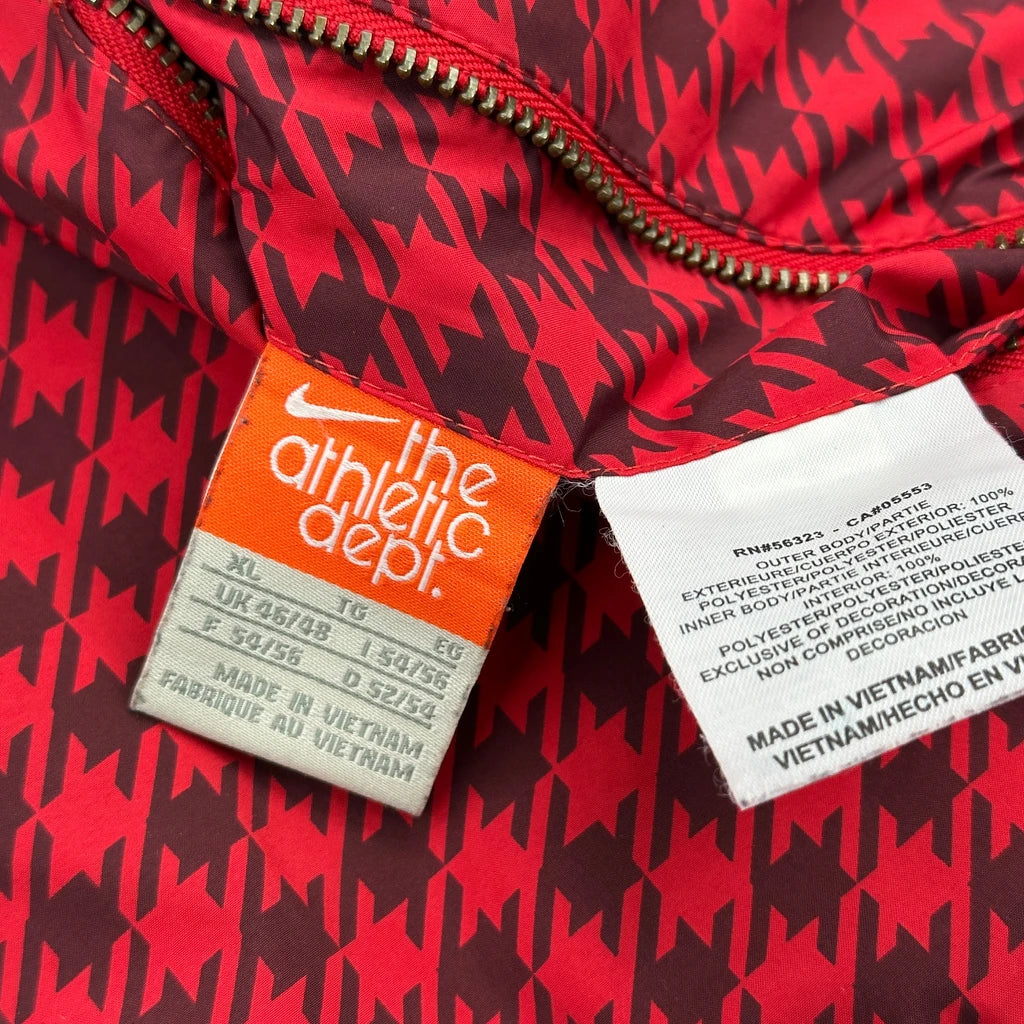 the
athletic
dept.
XL TG EG
UK 46/48 I 54/56
F 54/56 D 52/54
MADE IN VIETNAM
FABRIQUE AU VIETNAM
RN#56323 - CA#05553
OUTER BODY/PARTIE
EXTERIEURE/CUERPO EXTERIOR: 100%
POLYESTER/POLYESTER/POLIESTER
INNER BODY/PARTIE INTERIEURE/CUERPO
INTERIOR: 100%
POLYESTER/POLYESTER/POLIESTER
EXCLUSIVE OF DECORATION/DECORA
NON COMPRISE/NO INCLUYE LA
DECORACION
MADE IN VIETNAM/FABRI
VIETNAM/HECHO EN VI